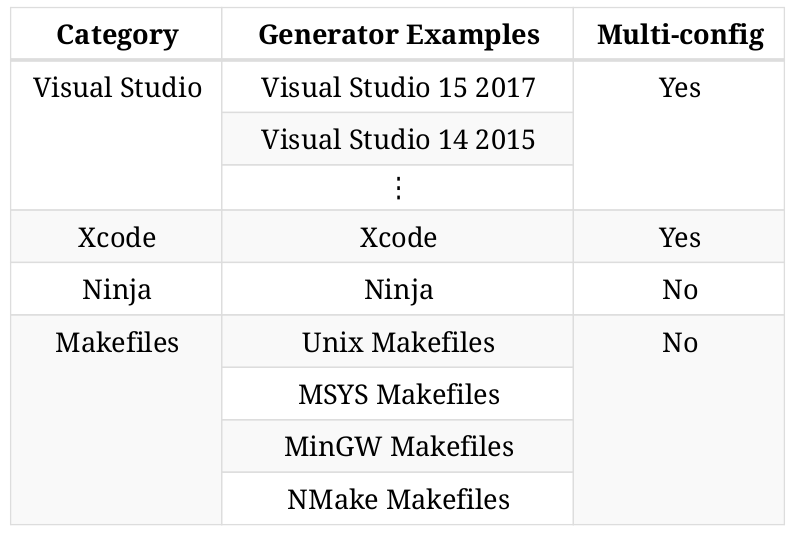 Category Generator Examples Multi-config
Visual Studio Visual Studio 15 2017 Yes
Visual Studio 14 2015
⋮
Xcode Xcode Yes
Ninja Ninja No
Makefiles Unix Makefiles No
MSYS Makefiles
MinGW Makefiles
NMake Makefiles